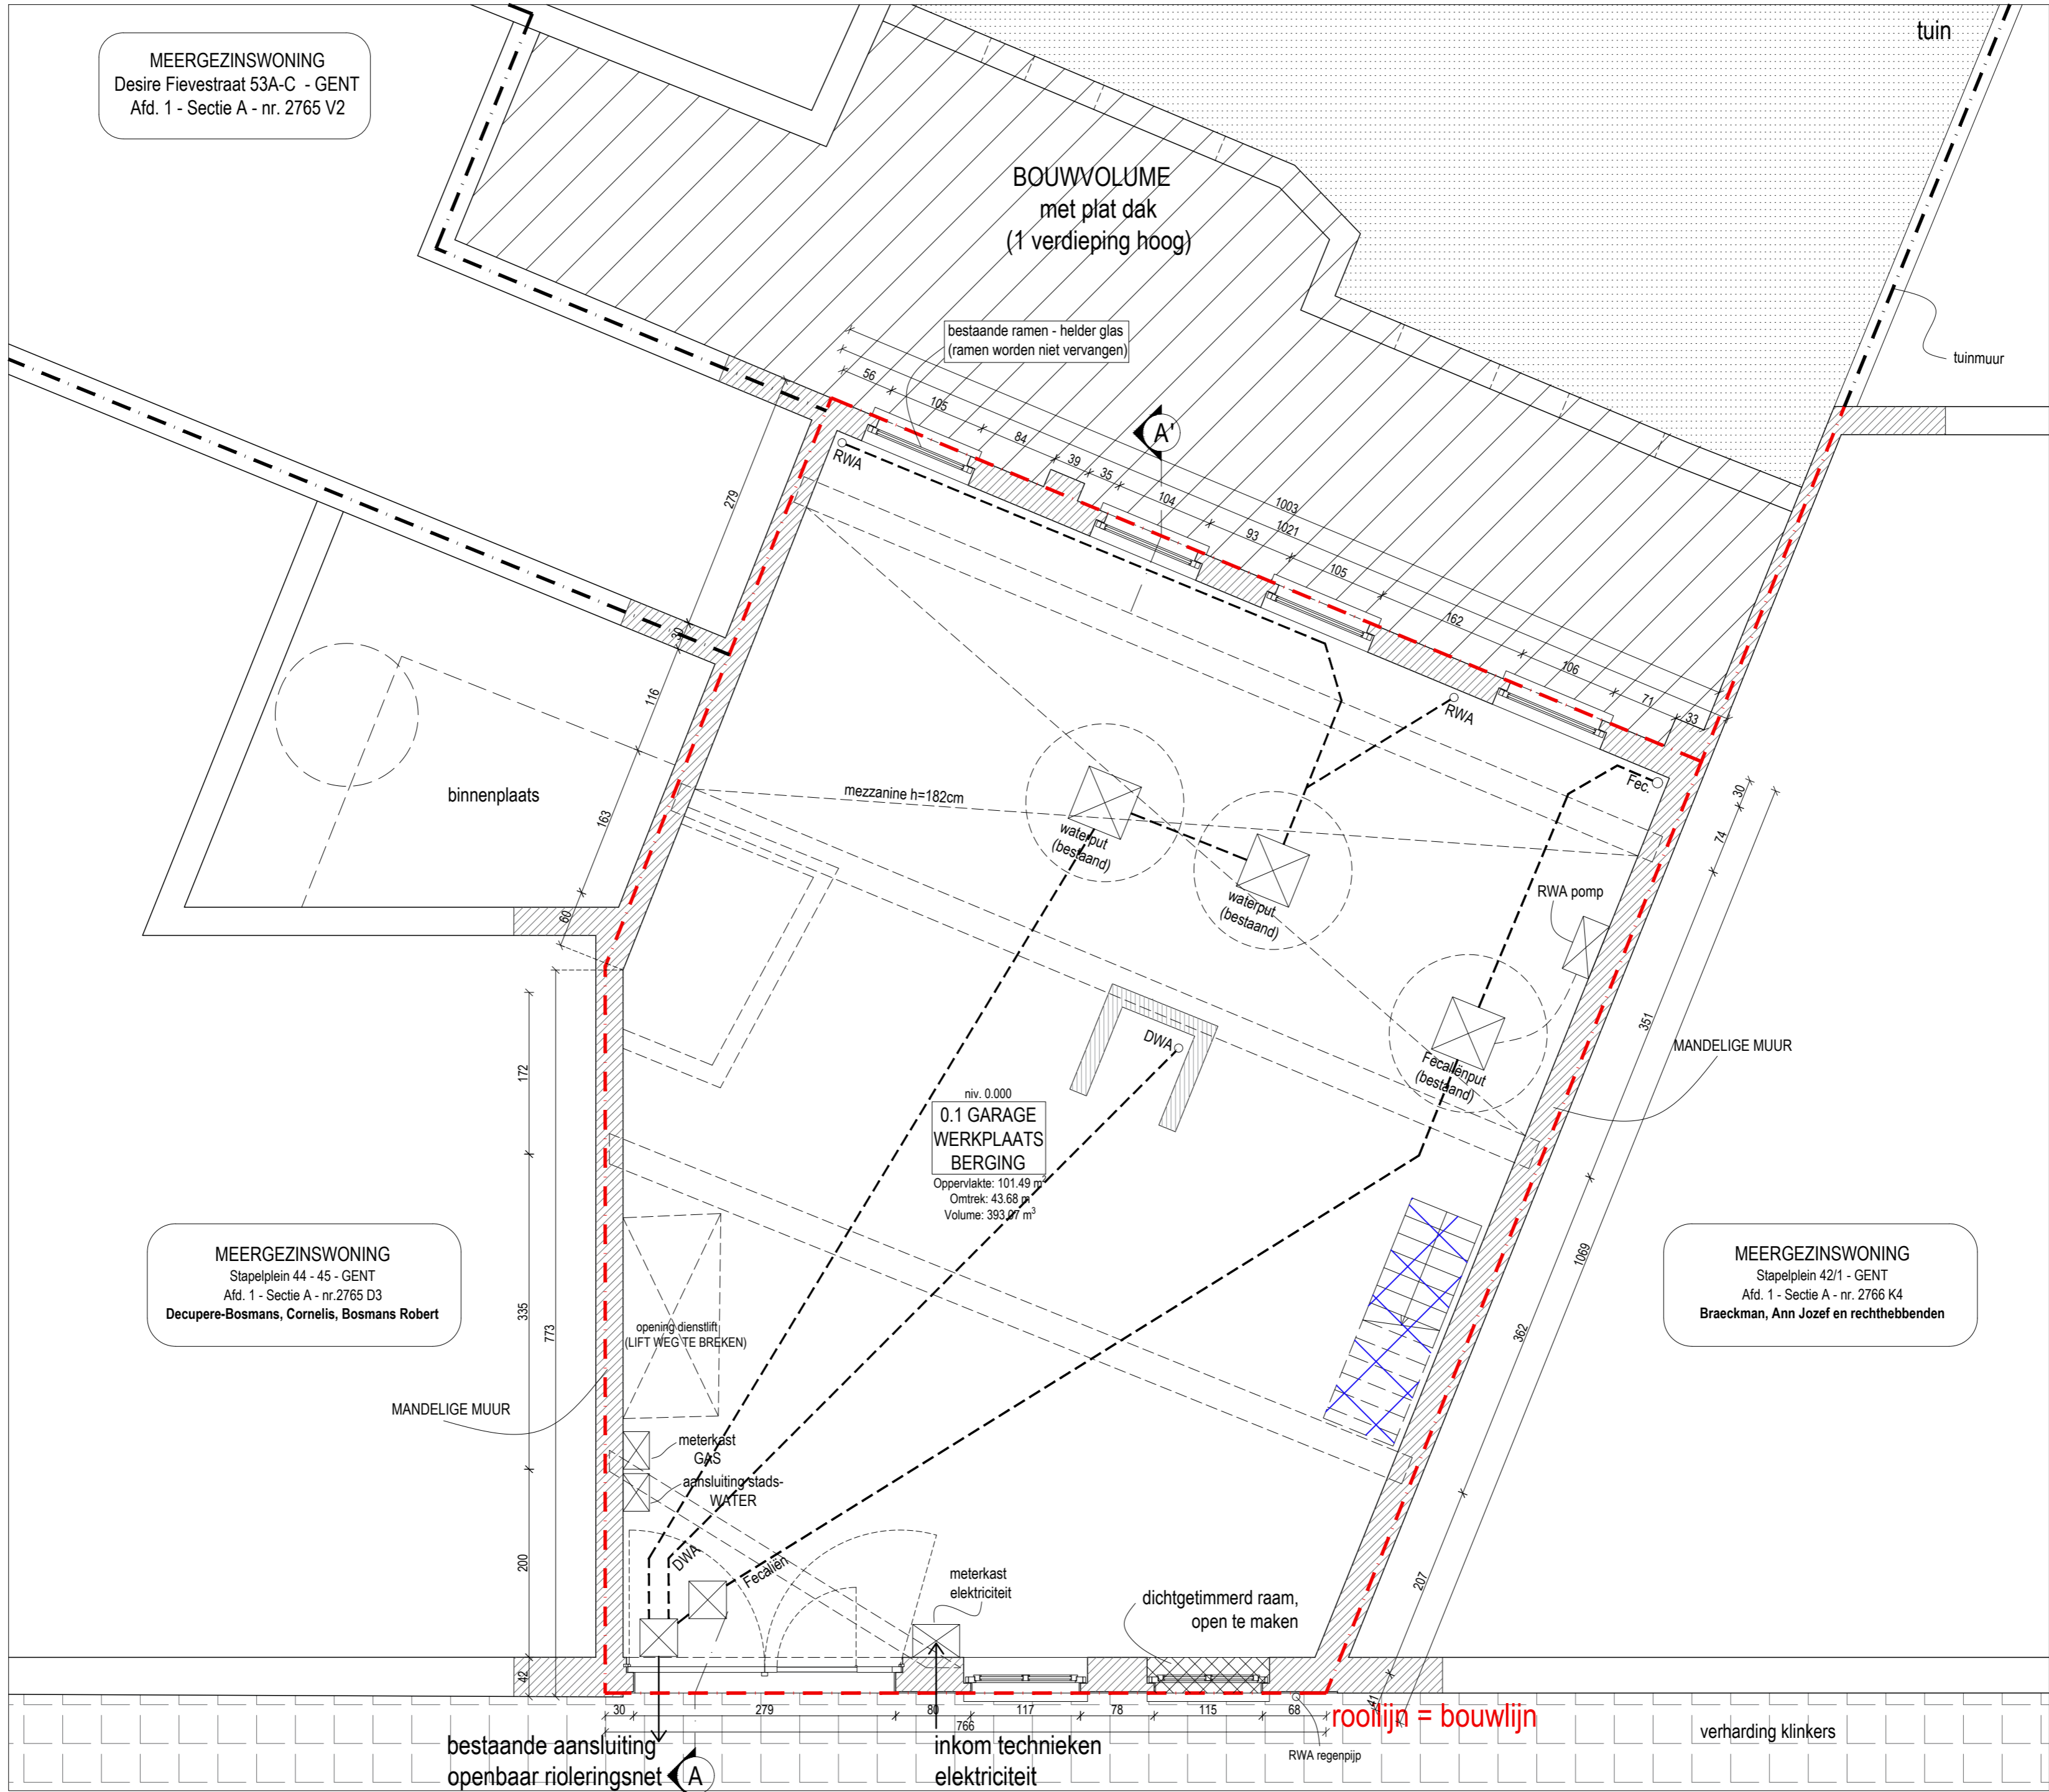 tuin
MEERGEZINSWONING
Desire Fievestraat 53A-C - GENT
Afd. 1 - Sectie A - nr. 2765 V2
BOUWVOLUME
met plat dak
(1 verdieping hoog)
bestaande ramen - helder glas
(ramen worden niet vervangen)
tuinmuur
56
105
84
39
35
104
93
105
162
106
71
33
1003
1021
A'
RWA
279
30
116
163
60
binnenplaats
mezzanine h=182cm
RWA
Fec.
30
74
waterput
(bestaand)
waterput
(bestaand)
RWA pomp
351
MANDELIGE MUUR
Fecaliënput
(bestaand)
DWA
niv. 0.000
0.1 GARAGE
WERKPLAATS
BERGING
Oppervlakte: 101.49 m²
Omtrek: 43.68 m
Volume: 393.07 m³
172
335
773
200
42
MEERGEZINSWONING
Stapelplein 44 - 45 - GENT
Afd. 1 - Sectie A - nr.2765 D3
Decupere-Bosmans, Cornelis, Bosmans Robert
MEERGEZINSWONING
Stapelplein 42/1 - GENT
Afd. 1 - Sectie A - nr. 2766 K4
Braeckman, Ann Jozef en rechthebbenden
1069
362
207
41
opening dienstlift
(LIFT WEG TE BREKEN)
MANDELIGE MUUR
meterkast
GAS
aansluiting stads-
WATER
DWA
Fecaliën
meterkast
elektriciteit
dichtgetimmerd raam,
open te maken
30
279
80
117
78
115
68
766
rooilijn = bouwlijn
verharding klinkers
RWA regenpijp
bestaande aansluiting
openbaar rioleringsnet
A
inkom technieken
elektriciteit